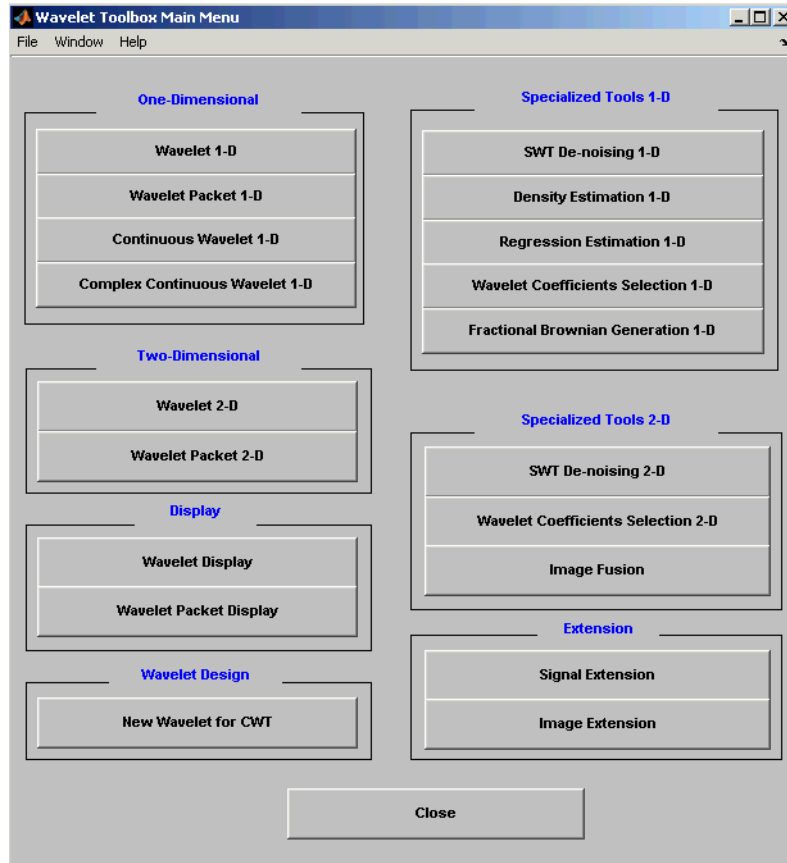 Wavelet Toolbox Main Menu
File Window Help
One-Dimensional
Wavelet 1-D
Wavelet Packet 1-D
Continuous Wavelet 1-D
Complex Continuous Wavelet 1-D
Two-Dimensional
Wavelet 2-D
Wavelet Packet 2-D
Display
Wavelet Display
Wavelet Packet Display
Wavelet Design
New Wavelet for CWT
Specialized Tools 1-D
SWT De-noising 1-D
Density Estimation 1-D
Regression Estimation 1-D
Wavelet Coefficients Selection 1-D
Fractional Brownian Generation 1-D
Specialized Tools 2-D
SWT De-noising 2-D
Wavelet Coefficients Selection 2-D
Image Fusion
Extension
Signal Extension
Image Extension
Close